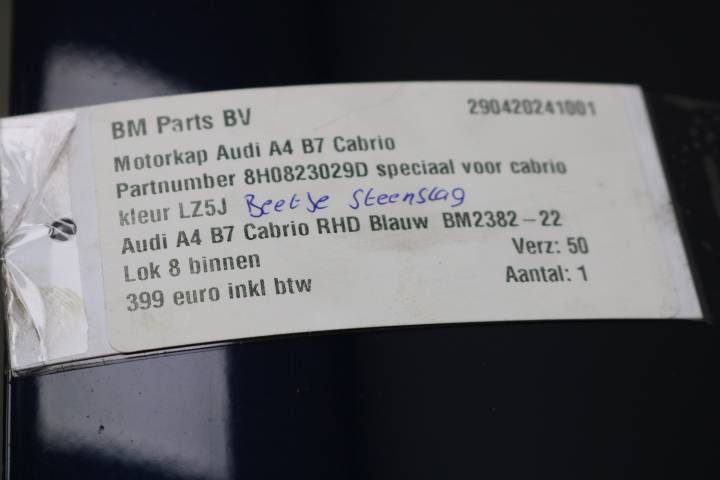 BM Parts BV 290420241001
Motorkap Audi A4 B7 Cabrio
Partnumber 8H0823029D speciaal voor cabrio
kleur LZ5J Beetje Steenslag
Audi A4 B7 Cabrio RHD Blauw BM2382-22
Lok 8 binnen Verz: 50
399 euro inkl btw Aantal: 1